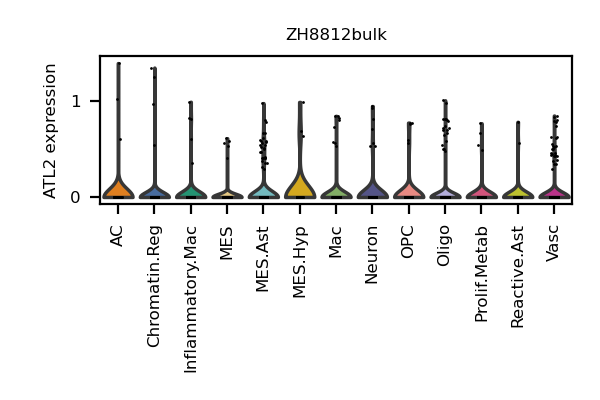 ZH8812bulk
ATL2 expression
1
0
AC
Chromatin.Reg
Inflammatory.Mac
MES
MES.Ast
MES.Hyp
Mac
Neuron
OPC
Oligo
Prolif.Metab
Reactive.Ast
Vasc